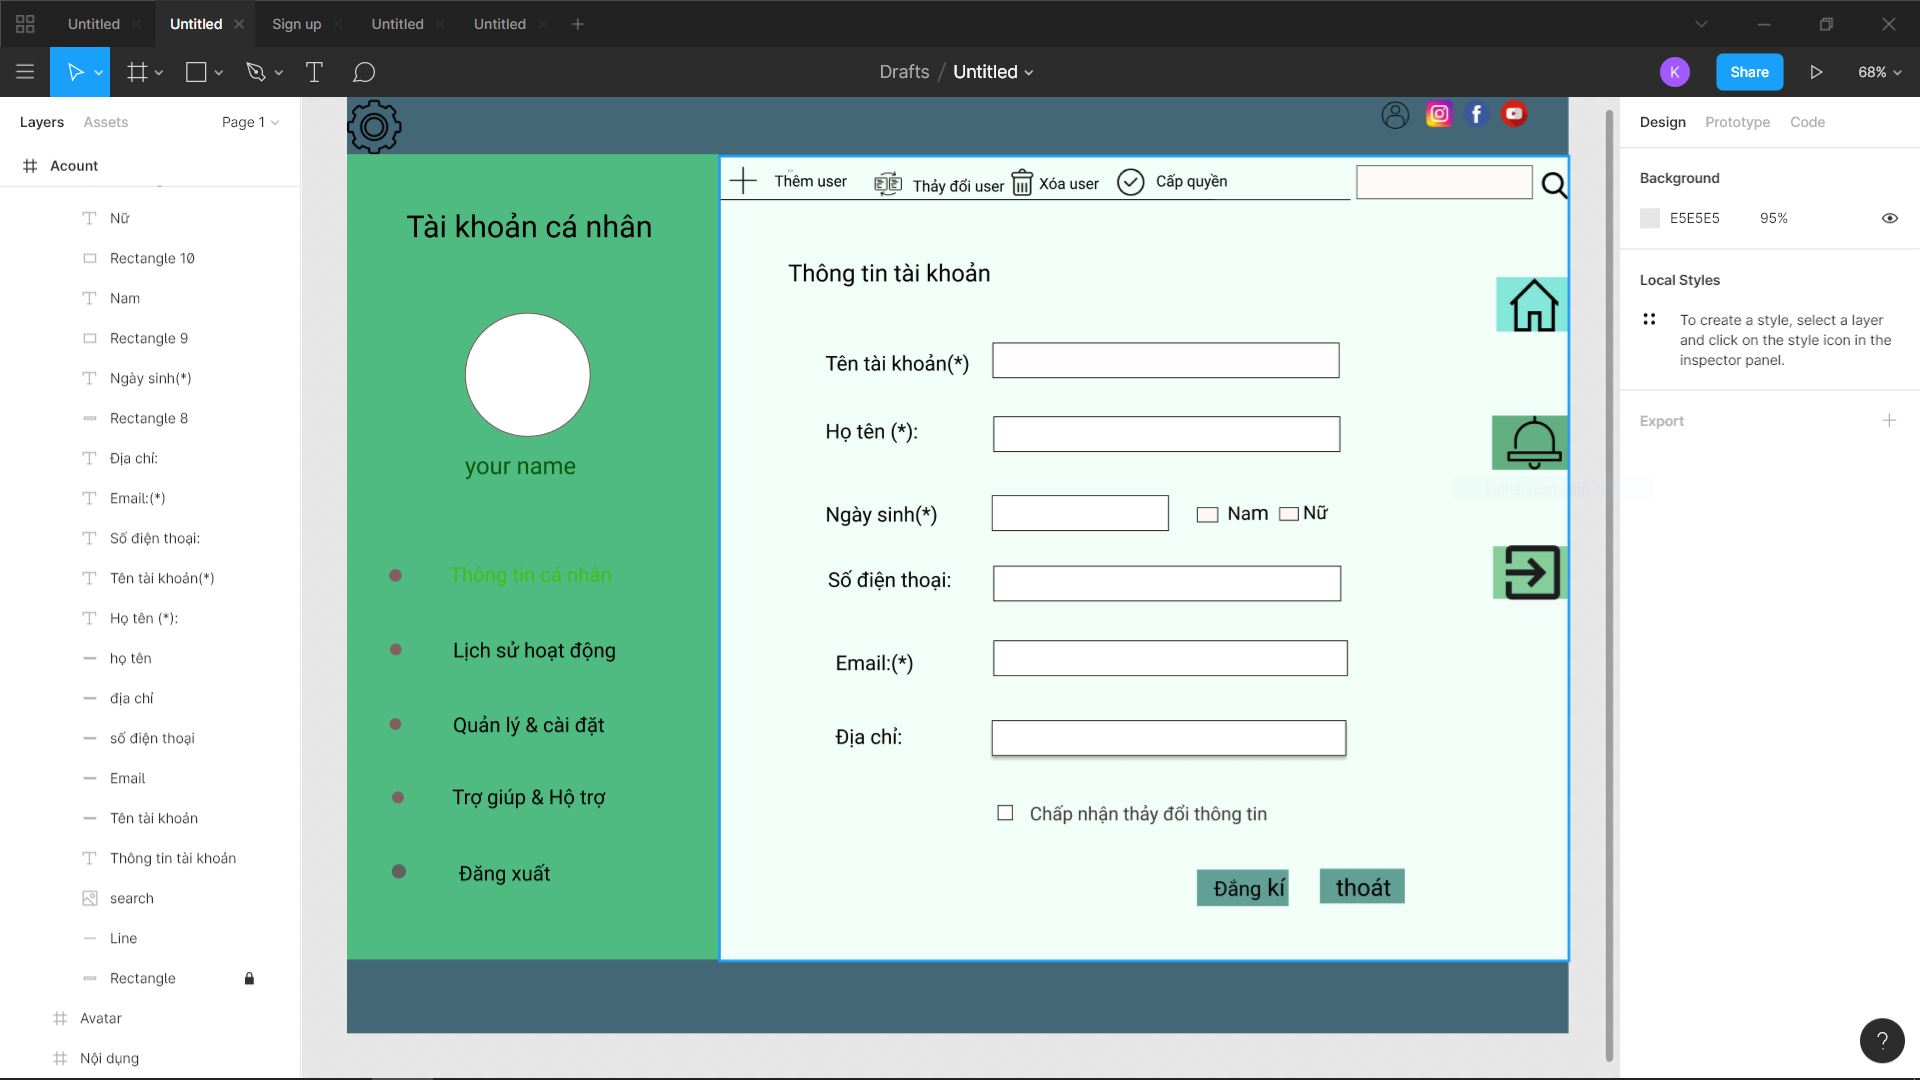 Untitled
Untitled
Sign up
Untitled
Untitled
Drafts / Untitled
K
Share
68%
Layers
Assets
Page 1
Acount
Nữ
Rectangle 10
Nam
Rectangle 9
Ngày sinh(*)
Rectangle 8
Địa chỉ:
Email:(*)
Số điện thoại:
Tên tài khoản(*)
Họ tên (*):
họ tên
địa chỉ
số điện thoại
Email
Tên tài khoản
Thông tin tài khoản
search
Line
Rectangle
Avatar
Nội dụng
Tài khoản cá nhân
your name
Thông tin cá nhân
Lịch sử hoạt động
Quản lý & cài đặt
Trợ giúp & Hộ trợ
Đăng xuất
Thêm user
Thảy đổi user
Xóa user
Cấp quyền
Thông tin tài khoản
Tên tài khoản(*)
Họ tên (*):
Ngày sinh(*)
Nam
Nữ
Số điện thoại:
Email:(*)
Địa chỉ:
Chấp nhận thảy đổi thông tin
Đắng kí
thoát
Design
Prototype
Code
Background
E5E5E5
95%
Local Styles
To create a style, select a layer
and click on the style icon in the
inspector panel.
Export
?